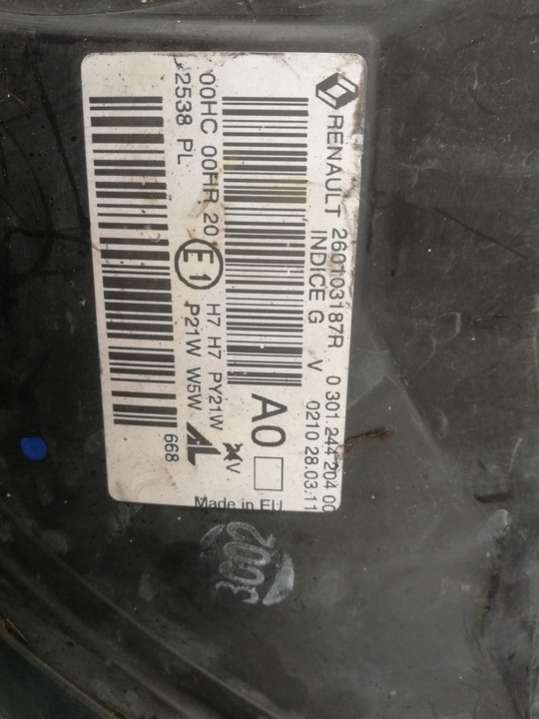 RENAULT 260103187R 0 301 244 204 00
INDICE G V 0210 28.03.11
A0
00HC 00HR 20
E1
H7 H7 PY21W
V
2538 PL
P21W W5W AL
668
Made in EU
3002